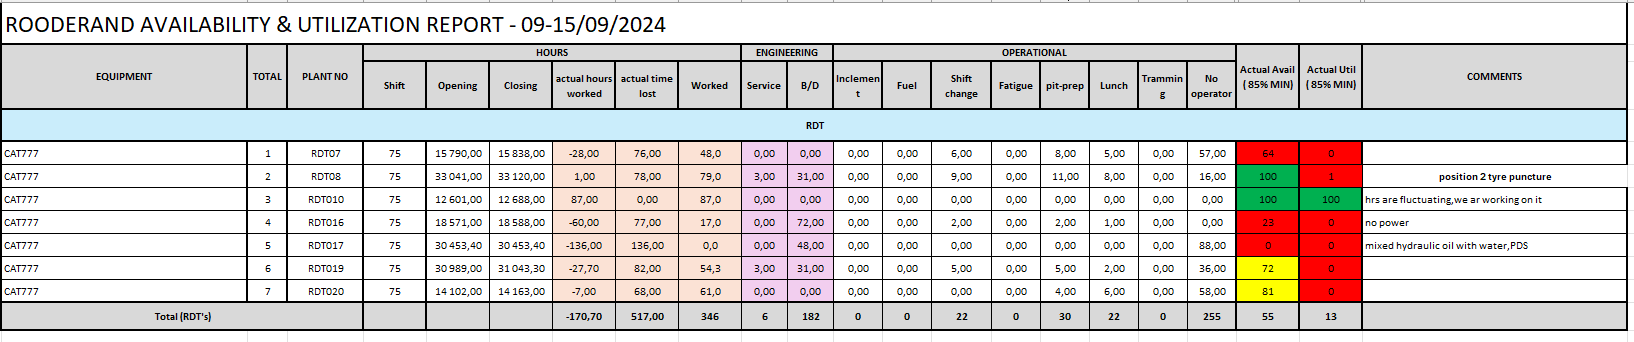 ROODERAND AVAILABILITY & UTILIZATION REPORT - 09-15/09/2024
EQUIPMENT TOTAL PLANT NO HOURS ENGINEERING OPERATIONAL Actual Avail ( 85% MIN) Actual Util ( 85% MIN) COMMENTS
Shift Opening Closing actual hours worked actual time lost Worked Service B/D Inclement Fuel Shift change Fatigue pit-prep Lunch Tramming No operator
RDT
CAT777 1 RDT07 75 15 790,00 15 838,00 -28,00 76,00 48,0 0,00 0,00 0,00 0,00 6,00 0,00 8,00 5,00 0,00 57,00 64 0
CAT777 2 RDT08 75 33 041,00 33 120,00 1,00 78,00 79,0 3,00 31,00 0,00 0,00 9,00 0,00 11,00 8,00 0,00 16,00 100 1 position 2 tyre puncture
CAT777 3 RDT010 75 12 601,00 12 688,00 87,00 0,00 87,0 0,00 0,00 0,00 0,00 0,00 0,00 0,00 0,00 0,00 0,00 100 100 hrs are fluctuating,we ar working on it
CAT777 4 RDT016 75 18 571,00 18 588,00 -60,00 77,00 17,0 0,00 72,00 0,00 0,00 2,00 0,00 2,00 1,00 0,00 0,00 23 0 no power
CAT777 5 RDT017 75 30 453,40 30 453,40 -136,00 136,00 0,0 0,00 48,00 0,00 0,00 0,00 0,00 0,00 0,00 0,00 88,00 0 0 mixed hydraulic oil with water,PDS
CAT777 6 RDT019 75 30 989,00 31 043,30 -27,70 82,00 54,3 3,00 31,00 0,00 0,00 5,00 0,00 5,00 2,00 0,00 36,00 72 0
CAT777 7 RDT020 75 14 102,00 14 163,00 -7,00 68,00 61,0 0,00 0,00 0,00 0,00 0,00 0,00 4,00 6,00 0,00 58,00 81 0
Total (RDT's) -170,70 517,00 346 6 182 0 0 22 0 30 22 0 255 55 13